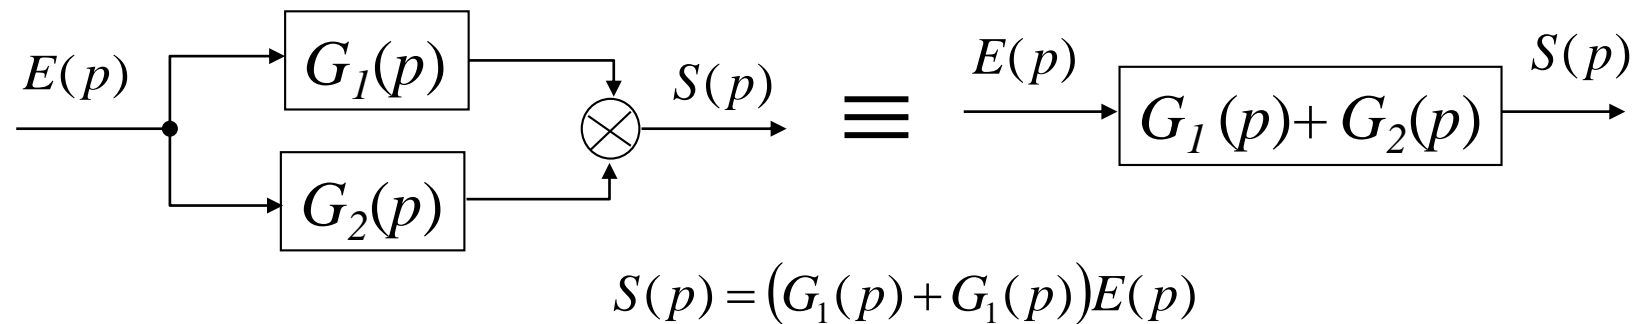 E(p)
G₁(p)
G₂(p)
S(p)
≡
E(p)
G₁(p)+ G₂(p)
S(p)
S(p) = (G₁(p) + G₁(p))E(p)